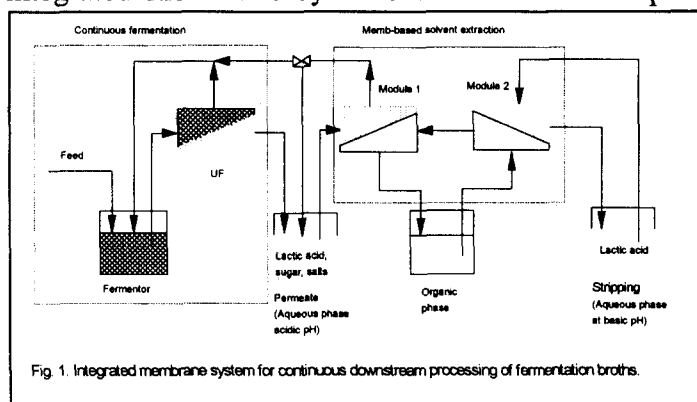 Continuous fermentation
Memb-based solvent extraction
Module 1
Module 2
Feed
UF
Fermentor
Lactic acid,
sugar, salts
Permeate
(Aqueous phase
acidic pH)
Organic
phase
Lactic acid
Stripping
(Aqueous phase
at basic pH)
Fig. 1. Integrated membrane system for continuous downstream processing of fermentation broths.